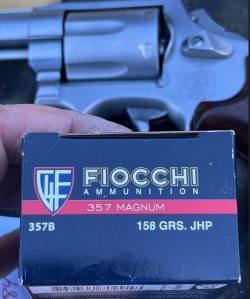 FIOCCHI
AMMUNITION
357 MAGNUM
357B 158 GRS. JHP